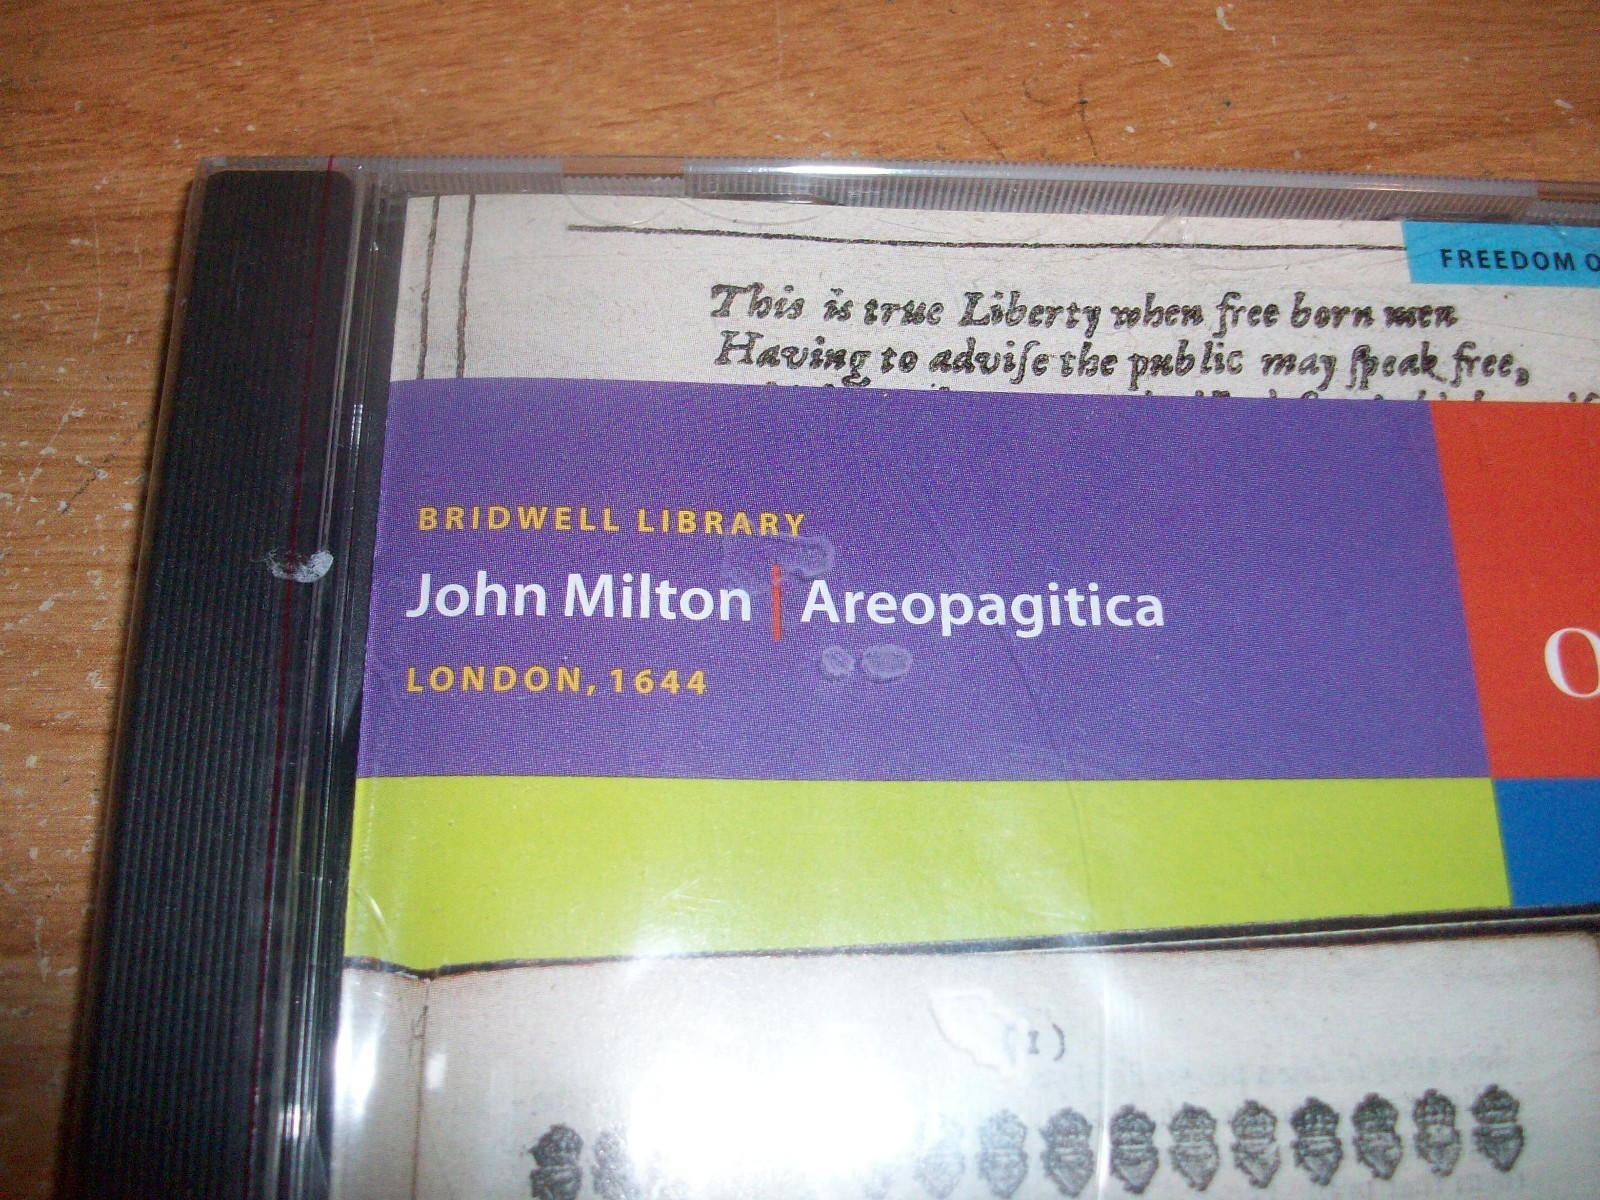 FREEDOM O
This is true Liberty when free born men
Having to adviſe the public may ſpeak free,
BRIDWELL LIBRARY
John Milton | Areopagitica
LONDON, 1644
O
(1)